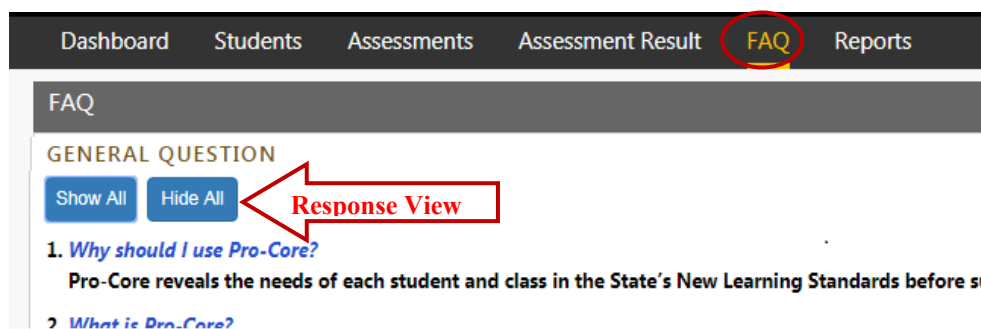 Dashboard Students Assessments Assessment Result FAQ Reports
FAQ
GENERAL QUESTION
Show All Hide All Response View
1. Why should I use Pro-Core?
Pro-Core reveals the needs of each student and class in the State's New Learning Standards before
2. What is Pro-Core?